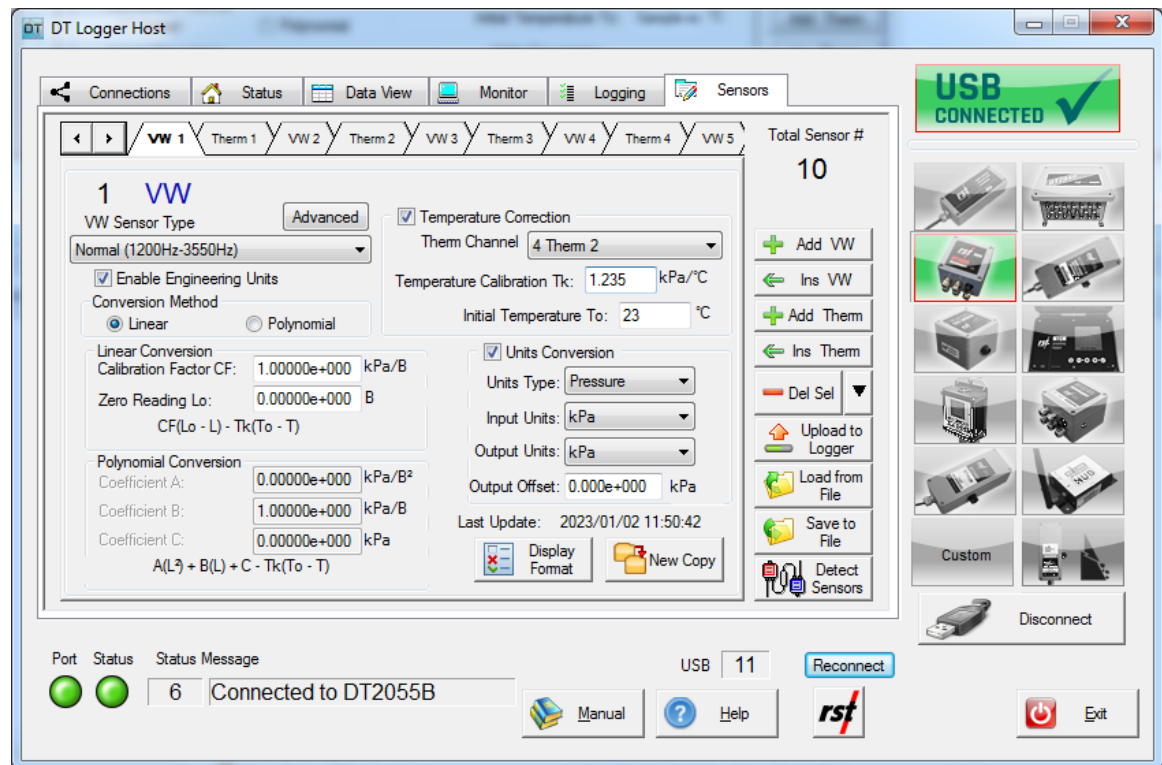 DT DT Logger Host
Connections Status Data View Monitor Logging Sensors
USB
CONNECTED
VW 1 Therm 1 VW 2 Therm 2 VW 3 Therm 3 VW 4 Therm 4 VW 5
Total Sensor #
10
1 VW
VW Sensor Type
Advanced
Normal (1200Hz-3550Hz)
Enable Engineering Units
Conversion Method
Linear Polynomial
Linear Conversion
Calibration Factor CF: 1.00000e+000 kPa/B
Zero Reading Lo: 0.00000e+000 B
CF(Lo - L) - Tk(To - T)
Polynomial Conversion
Coefficient A: 0.00000e+000 kPa/B²
Coefficient B: 1.00000e+000 kPa/B
Coefficient C: 0.00000e+000 kPa
A(L²) + B(L) + C - Tk(To - T)
Temperature Correction
Therm Channel 4 Therm 2
Temperature Calibration Tk: 1.235 kPa/°C
Initial Temperature To: 23 °C
Units Conversion
Units Type: Pressure
Input Units: kPa
Output Units: kPa
Output Offset: 0.000e+000 kPa
Last Update: 2023/01/02 11:50:42
Display
Format
New Copy
Add VW
Ins VW
Add Therm
Ins Therm
Del Sel
Upload to
Logger
Load from
File
Save to
File
Detect
Sensors
Custom
Disconnect
Port Status Status Message
6 Connected to DT2055B
USB 11 Reconnect
Manual Help rst Exit